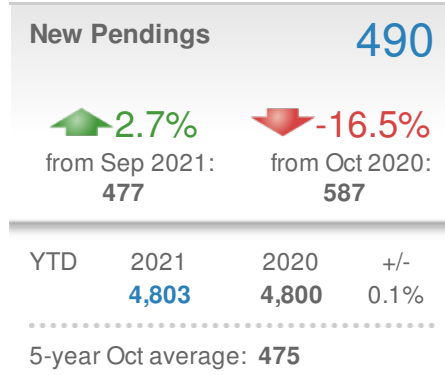 New Pendings 490
2.7% -16.5%
from Sep 2021: from Oct 2020:
477 587
YTD 2021 2020 +/-
4,803 4,800 0.1%
5-year Oct average: 475